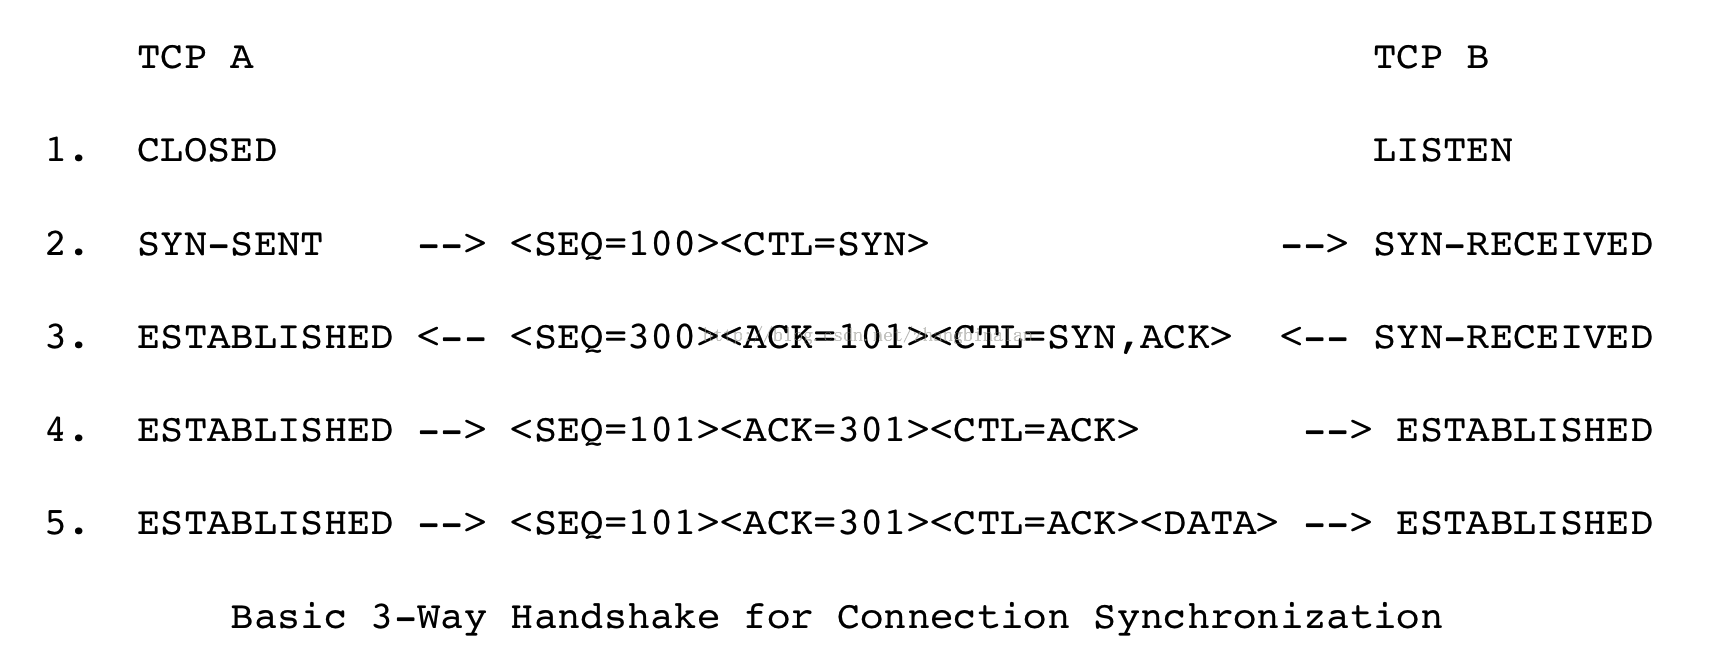 TCP A TCP B
1. CLOSED LISTEN
2. SYN-SENT --> <SEQ=100><CTL=SYN> --> SYN-RECEIVED
3. ESTABLISHED <-- <SEQ=300><ACK=101><CTL=SYN,ACK> <-- SYN-RECEIVED
4. ESTABLISHED --> <SEQ=101><ACK=301><CTL=ACK> --> ESTABLISHED
5. ESTABLISHED --> <SEQ=101><ACK=301><CTL=ACK><DATA> --> ESTABLISHED
Basic 3-Way Handshake for Connection Synchronization